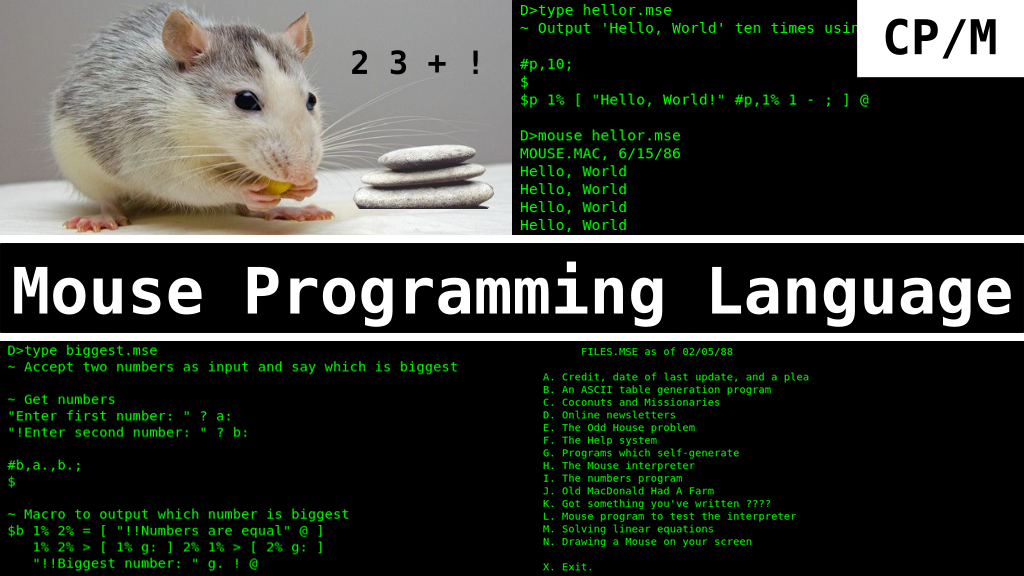 2 3 + !
D>type hellor.mse
~ Output 'Hello, World' ten times usin
CP/M
#p,10;
$
$p 1% [ "Hello, World!" #p,1% 1 - ; ] @
D>mouse hellor.mse
MOUSE.MAC, 6/15/86
Hello, World
Hello, World
Hello, World
Hello, World
Mouse Programming Language
D>type biggest.mse
~ Accept two numbers as input and say which is biggest
~ Get numbers
"Enter first number: " ? a:
"!Enter second number: " ? b:
#b,a.,b.;
$
~ Macro to output which number is biggest
$b 1% 2% = [ "!!Numbers are equal" @ ]
1% 2% > [ 1% g: ] 2% 1% > [ 2% g: ]
"!!Biggest number: " g. ! @
FILES.MSE as of 02/05/88
A. Credit, date of last update, and a plea
B. An ASCII table generation program
C. Coconuts and Missionaries
D. Online newsletters
E. The Odd House problem
F. The Help system
G. Programs which self-generate
H. The Mouse interpreter
I. The numbers program
J. Old MacDonald Had A Farm
K. Got something you've written ????
L. Mouse program to test the interpreter
M. Solving linear equations
N. Drawing a Mouse on your screen
X. Exit.